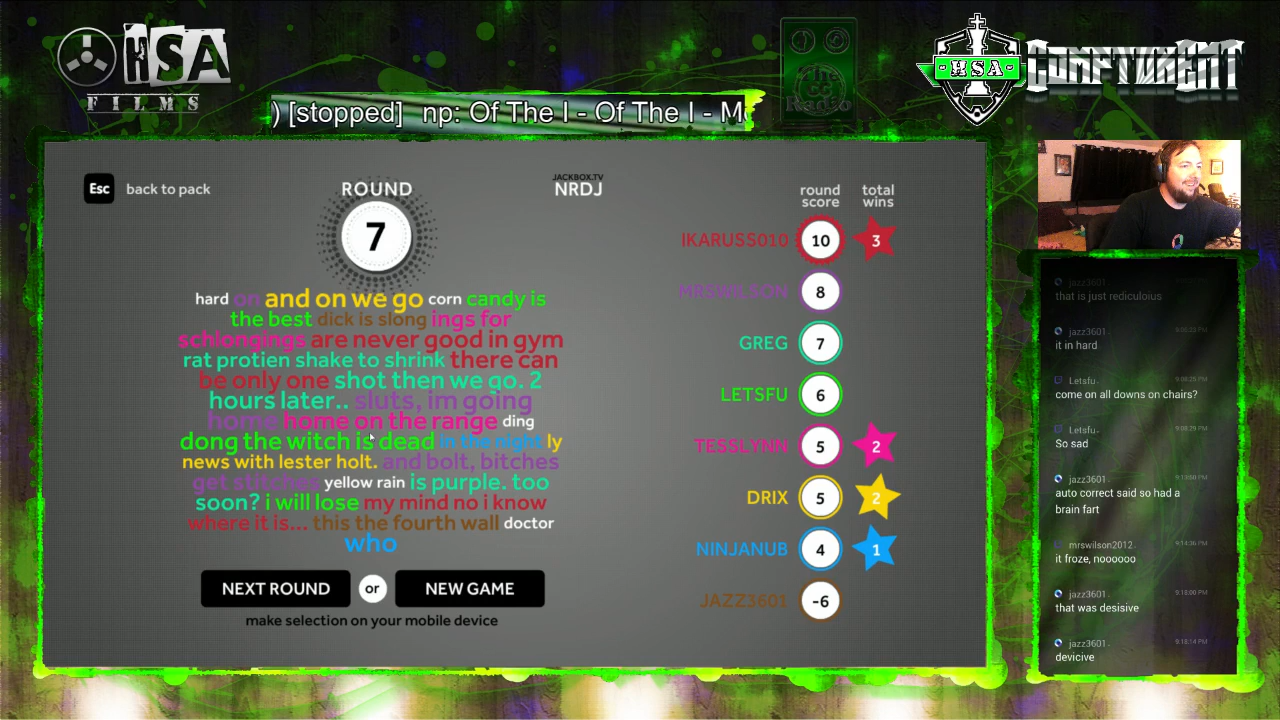 HSA
FILMS
) [stopped] np: Of The I - Of The I - M
The
Radio
HSA
Esc back to pack
ROUND
7
JACKBOX.TV
NRDJ
round score
total wins
hard on and on we go corn candy is
the best dick is slong ings for
schlongings are never good in gym
rat protien shake to shrink there can
be only one shot then we go. 2
hours later.. sluts, im going
home home on the range ding
dong the witch is dead in the night ly
news with lester holt. and bolt, bitches
get stitches yellow rain is purple. too
soon? i will lose my mind no i know
where it is... this the fourth wall doctor
who
NEXT ROUND or NEW GAME
make selection on your mobile device
IKARUSS010 10 3
MRSWILSON 8
GREG 7
LETSFU 6
TESSLYNN 5 2
DRIX 5 2
NINJANUB 4 1
JAZZ3601 -6
jazz3601
that is just rediculoius
jazz3601
it in hard
Letsfu
come on all downs on chairs?
Letsfu
So sad
jazz3601
auto correct said so had a
brain fart
mrswilson2012
it froze, noooooo
jazz3601
that was desisive
jazz3601
devicive